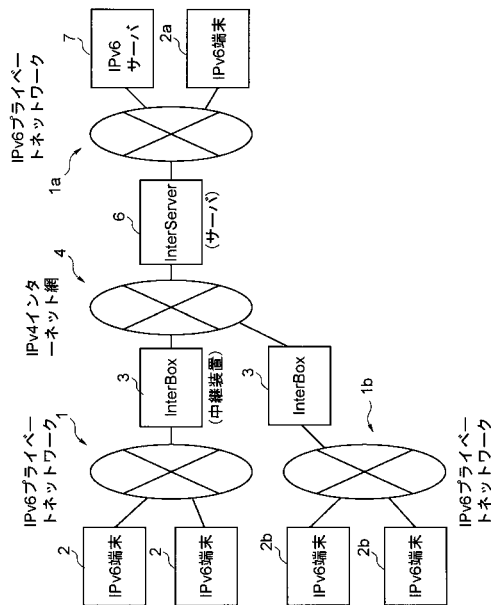 IPv6プライベー
トネットワーク
1
IPv6端末
2
IPv6端末
2
InterBox
3
(中継装置)
IPv4インタ
ーネット網
4
InterServer
6
(サーバ)
IPv6プライベー
トネットワーク
1a
IPv6
サーバ
7
IPv6端末
2a
InterBox
3
1b
IPv6プライベー
トネットワーク
IPv6端末
2b
IPv6端末
2b